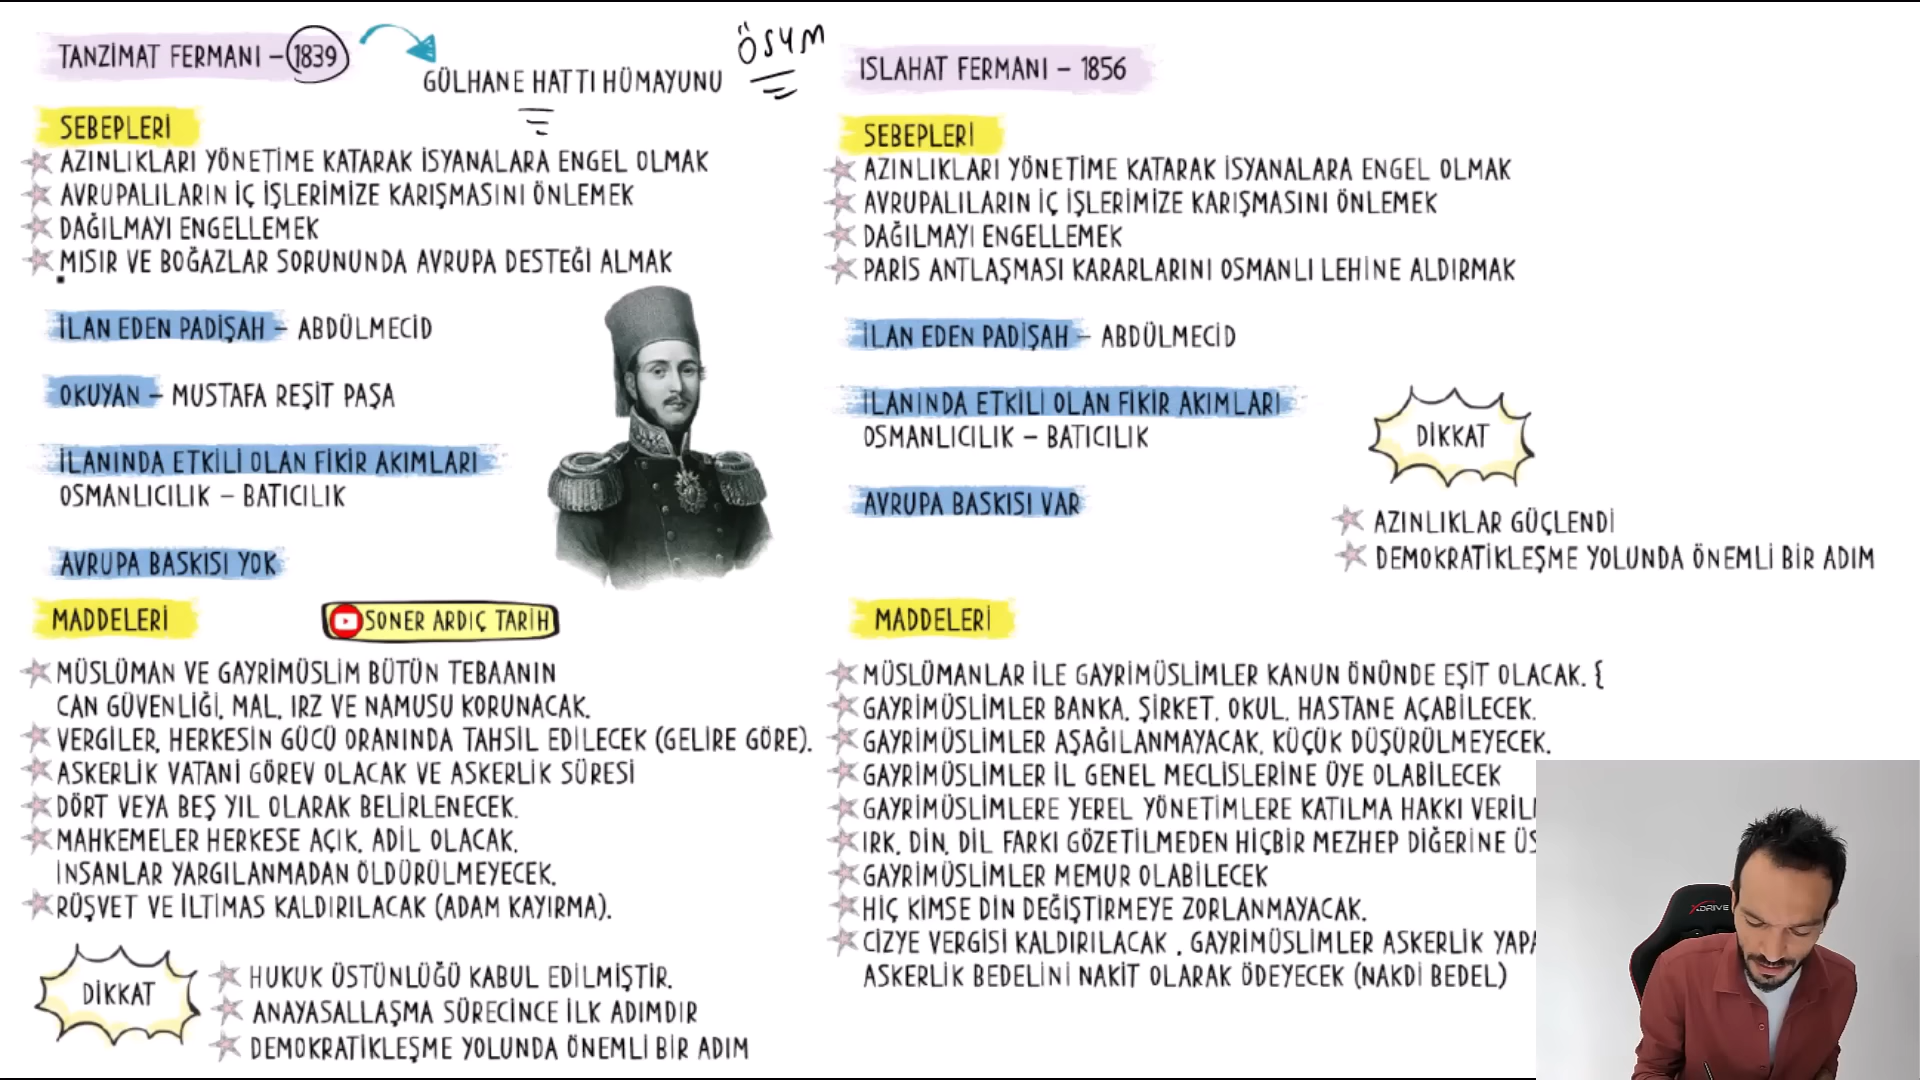 TANZİMAT FERMANI – 1839
GÜLHANE HATTI HÜMAYUNU
ÖSYM
SEBEPLERİ
AZINLIKLARI YÖNETİME KATARAK İSYANALARA ENGEL OLMAK
AVRUPALILARIN İÇ İŞLERİMİZE KARIŞMASINI ÖNLEMEK
DAĞILMAYI ENGELLEMEK
MISIR VE BOĞAZLAR SORUNUNDA AVRUPA DESTEĞİ ALMAK
İLAN EDEN PADİŞAH – ABDÜLMECİD
OKUYAN – MUSTAFA REŞİT PAŞA
İLANINDA ETKİLİ OLAN FİKİR AKIMLARI
OSMANLICILIK – BATICILIK
AVRUPA BASKISI YOK
MADDELERİ
SONER ARDIÇ TARİH
MÜSLÜMAN VE GAYRİMÜSLİM BÜTÜN TEBAANIN
CAN GÜVENLİĞİ, MAL, IRZ VE NAMUSU KORUNACAK.
VERGİLER, HERKESİN GÜCÜ ORANINDA TAHSİL EDİLECEK (GELİRE GÖRE).
ASKERLİK VATANİ GÖREV OLACAK VE ASKERLİK SÜRESİ
DÖRT VEYA BEŞ YIL OLARAK BELİRLENECEK.
MAHKEMELER HERKESE AÇIK, ADİL OLACAK.
İNSANLAR YARGILANMADAN ÖLDÜRÜLMEYECEK.
RÜŞVET VE İLTİMAS KALDIRILACAK (ADAM KAYIRMA).
DİKKAT
HUKUK ÜSTÜNLÜĞÜ KABUL EDİLMİŞTİR.
ANAYASALLAŞMA SÜRECİNCE İLK ADIMDIR
DEMOKRATİKLEŞME YOLUNDA ÖNEMLİ BİR ADIM
ISLAHAT FERMANI – 1856
SEBEPLERİ
AZINLIKLARI YÖNETİME KATARAK İSYANALARA ENGEL OLMAK
AVRUPALILARIN İÇ İŞLERİMİZE KARIŞMASINI ÖNLEMEK
DAĞILMAYI ENGELLEMEK
PARİS ANTLAŞMASI KARARLARINI OSMANLI LEHİNE ALDIRMAK
İLAN EDEN PADİŞAH – ABDÜLMECİD
İLANINDA ETKİLİ OLAN FİKİR AKIMLARI
OSMANLICILIK – BATICILIK
AVRUPA BASKISI VAR
DİKKAT
AZINLIKLAR GÜÇLENDİ
DEMOKRATİKLEŞME YOLUNDA ÖNEMLİ BİR ADIM
MADDELERİ
MÜSLÜMANLAR İLE GAYRİMÜSLİMLER KANUN ÖNÜNDE EŞİT OLACAK. {
GAYRİMÜSLİMLER BANKA, ŞİRKET, OKUL, HASTANE AÇABİLECEK.
GAYRİMÜSLİMLER AŞAĞILANMAYACAK, KÜÇÜK DÜŞÜRÜLMEYECEK.
GAYRİMÜSLİMLER İL GENEL MECLİSLERİNE ÜYE OLABİLECEK
GAYRİMÜSLİMLERE YEREL YÖNETİMLERE KATILMA HAKKI
IRK, DİN, DİL FARKI GÖZETİLMEDEN HİÇBİR MEZHEP DİĞERİNE
GAYRİMÜSLİMLER MEMUR OLABİLECEK
HİÇ KİMSE DİN DEĞİŞTİRMEYE ZORLANMAYACAK.
CİZYE VERGİSİ KALDIRILACAK , GAYRİMÜSLİMLER ASKERLİK
ASKERLİK BEDELİNİ NAKİT OLARAK ÖDEYECEK (NAKDİ BEDEL)
XDRIVE